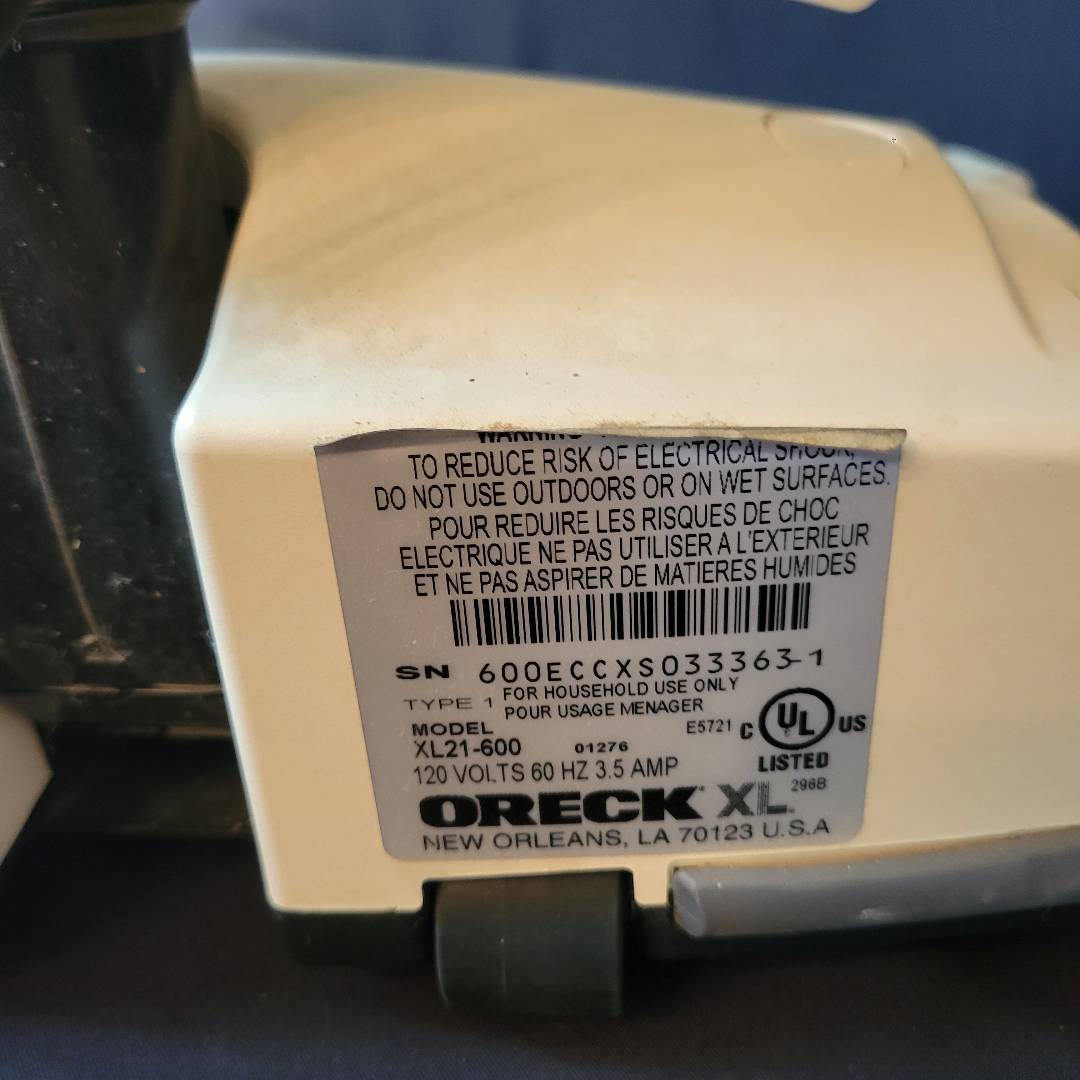 WARNING
TO REDUCE RISK OF ELECTRICAL SHOCK,
DO NOT USE OUTDOORS OR ON WET SURFACES.
POUR REDUIRE LES RISQUES DE CHOC
ELECTRIQUE NE PAS UTILISER A L'EXTERIEUR
ET NE PAS ASPIRER DE MATIERES HUMIDES
SN 600ECCXS033363-1
TYPE 1 FOR HOUSEHOLD USE ONLY
POUR USAGE MENAGER
MODEL E5721 C UL US
XL21-600 01276 LISTED
120 VOLTS 60 HZ 3.5 AMP 296B
ORECK XL
NEW ORLEANS, LA 70123 U.S.A